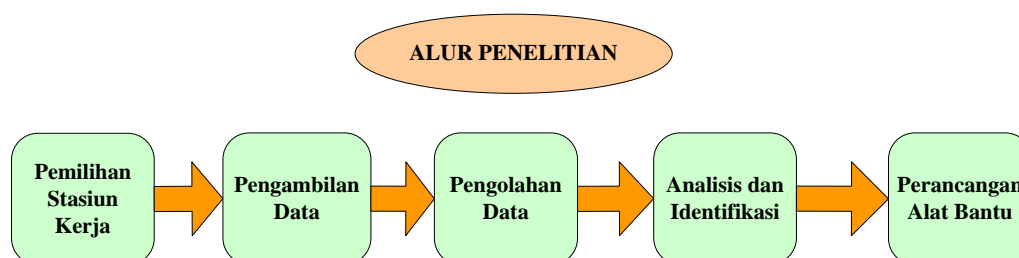 ALUR PENELITIAN
Pemilihan
Stasiun
Kerja
Pengambilan
Data
Pengolahan
Data
Analisis dan
Identifikasi
Perancangan
Alat Bantu